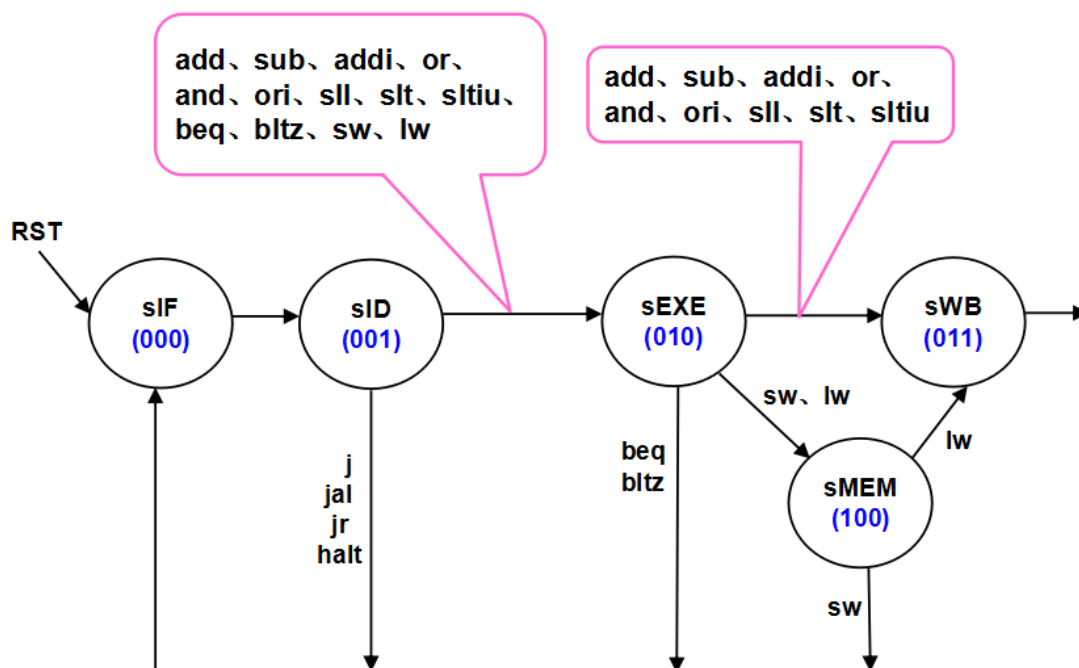 add、sub、addi、or、
and、ori、sll、slt、sltiu、
beq、bltz、sw、lw
add、sub、addi、or、
and、ori、sll、slt、sltiu
RST
sIF
(000)
sID
(001)
sEXE
(010)
sWB
(011)
sw、lw
lw
beq
bltz
j
jal
jr
halt
sMEM
(100)
sw